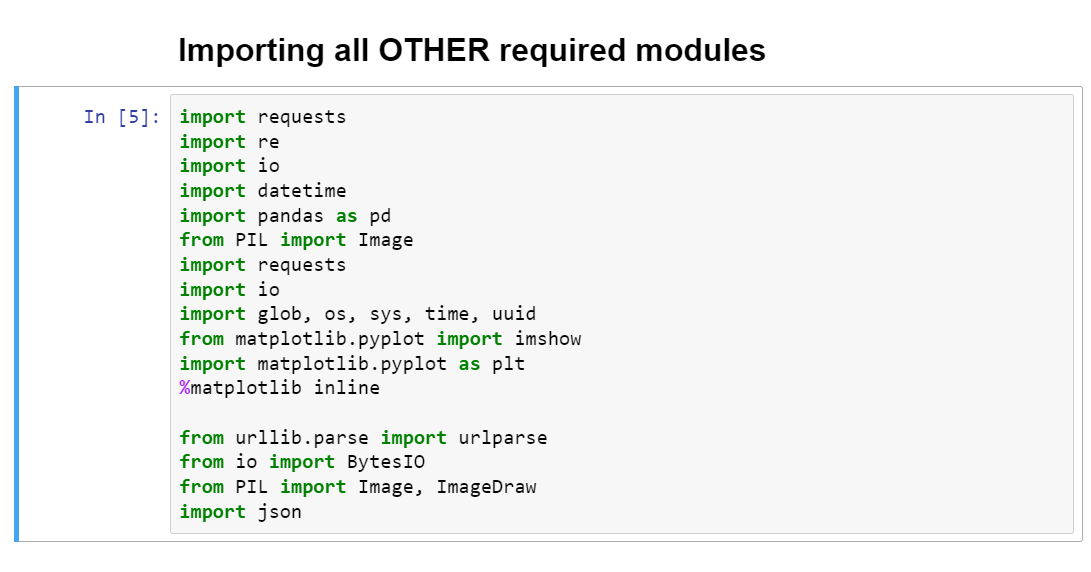 Importing all OTHER required modules
In [5]:
import requests
import re
import io
import datetime
import pandas as pd
from PIL import Image
import requests
import io
import glob, os, sys, time, uuid
from matplotlib.pyplot import imshow
import matplotlib.pyplot as plt
%matplotlib inline
from urllib.parse import urlparse
from io import BytesIO
from PIL import Image, ImageDraw
import json